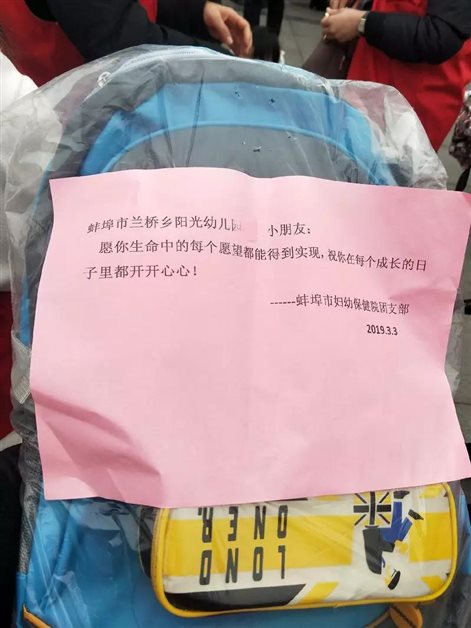 蚌埠市兰桥乡阳光幼儿园 小朋友：
愿你生命中的每个愿望都能得到实现，祝你在每个成长的日
子里都开开心心！
------蚌埠市妇幼保健院团支部
2019.3.3
LOND
ONER